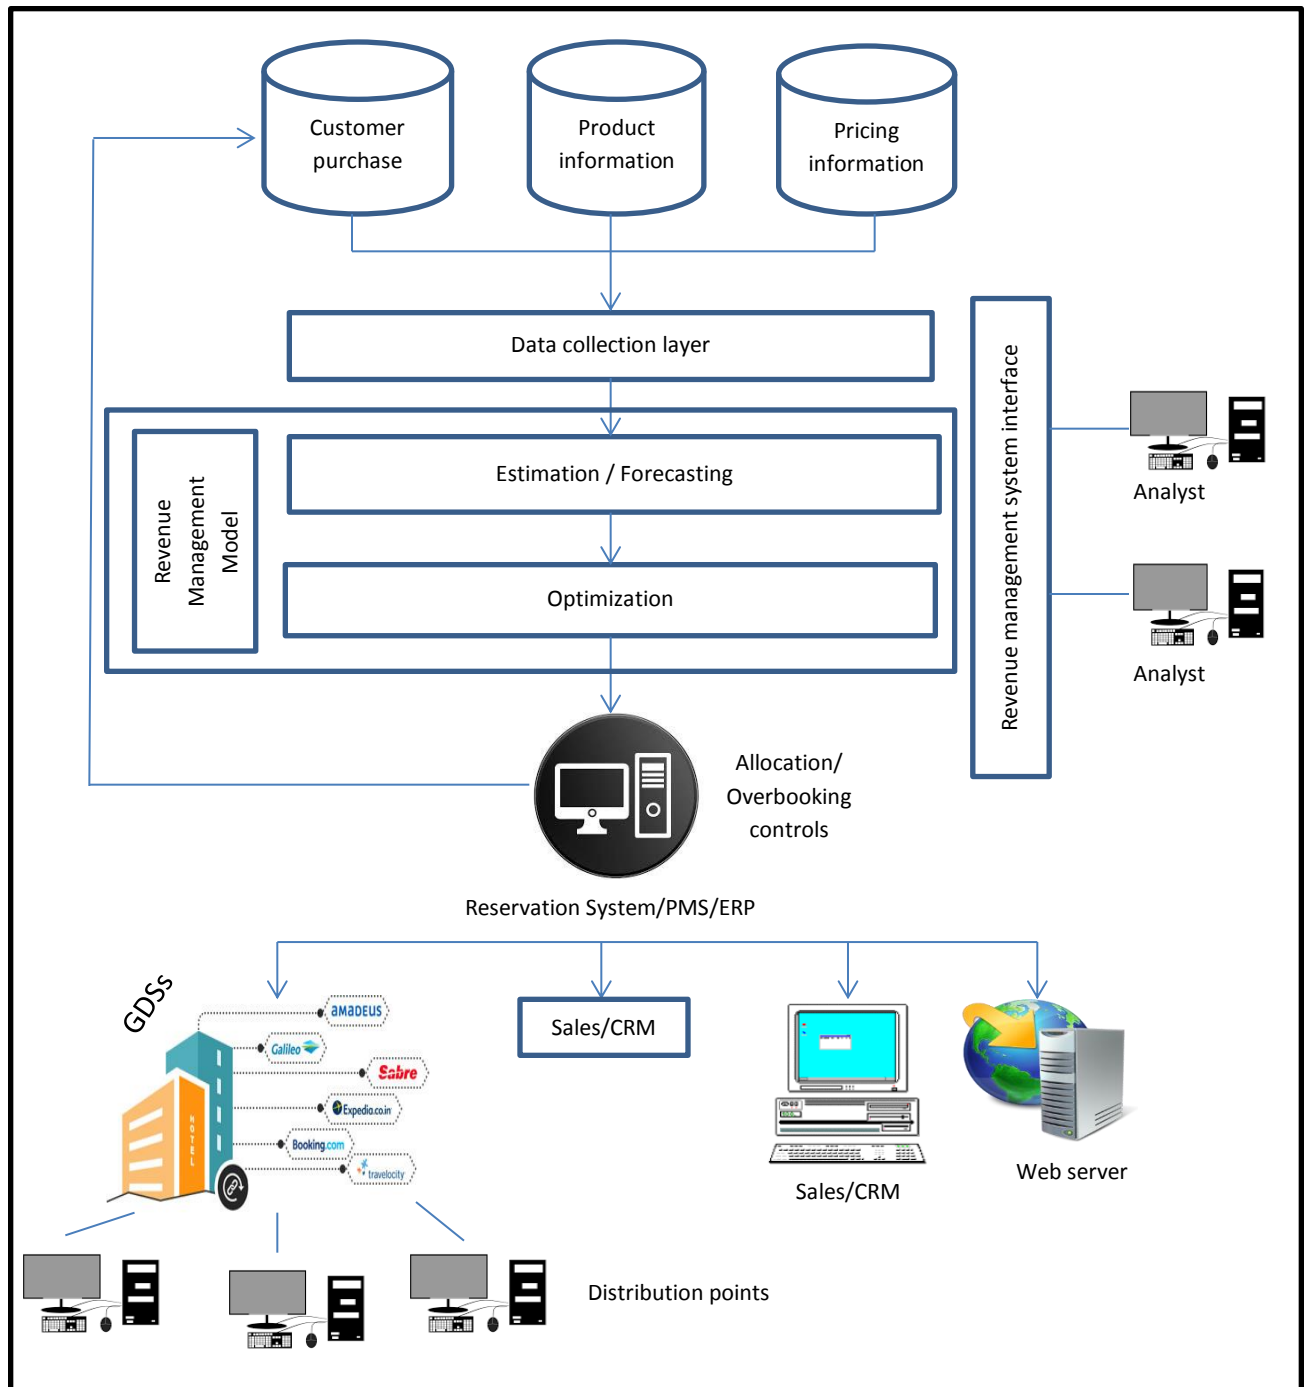 Customer
purchase
Product
information
Pricing
information
Data collection layer
Revenue management system interface
Revenue
Management
Model
Estimation / Forecasting
Optimization
Analyst
Analyst
Allocation/
Overbooking
controls
Reservation System/PMS/ERP
GDSs
amadeus
Galileo
Sabre
Expedia.co.in
Booking.com
travelocity
HOTEL
Sales/CRM
Sales/CRM
Web server
Distribution points